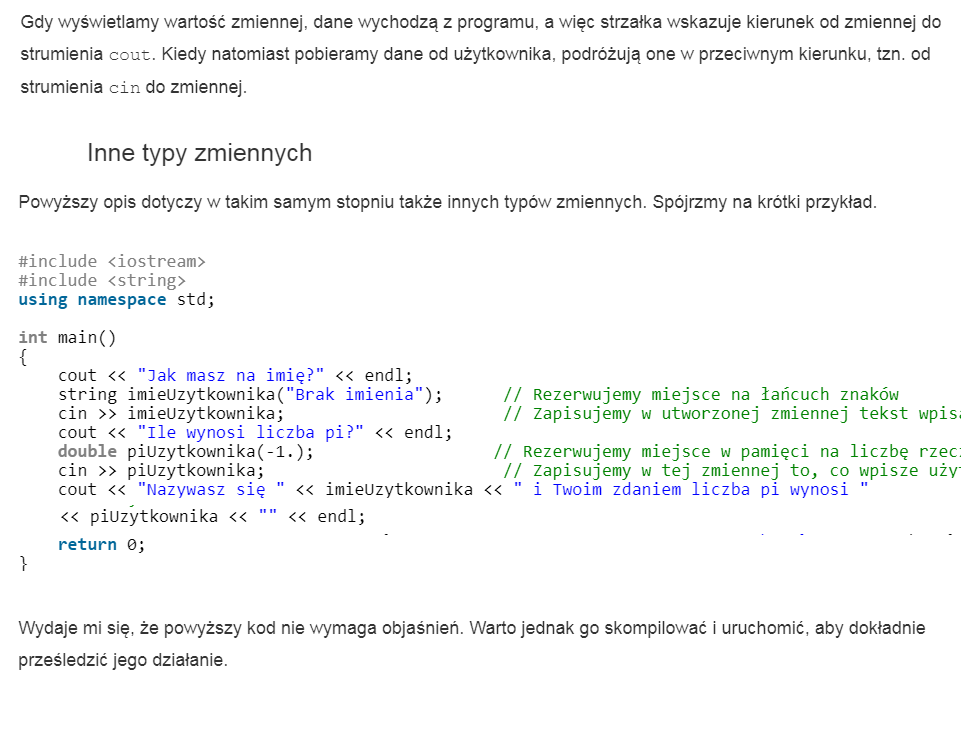 Gdy wyświetlamy wartość zmiennej, dane wychodzą z programu, a więc strzałka wskazuje kierunek od zmiennej do
strumienia cout. Kiedy natomiast pobieramy dane od użytkownika, podróżują one w przeciwnym kierunku, tzn. od
strumienia cin do zmiennej.
Inne typy zmiennych
Powyższy opis dotyczy w takim samym stopniu także innych typów zmiennych. Spójrzmy na krótki przykład.
#include <iostream>
#include <string>
using namespace std;
int main()
{
cout << "Jak masz na imię?" << endl;
string imieUzytkownika("Brak imienia"); // Rezerwujemy miejsce na łańcuch znaków
cin >> imieUzytkownika; // Zapisujemy w utworzonej zmiennej tekst
cout << "Ile wynosi liczba pi?" << endl;
double piUzytkownika(-1.); // Rezerwujemy miejsce w pamięci na liczbę
cin >> piUzytkownika; // Zapisujemy w tej zmiennej to, co wpisze
cout << "Nazywasz się " << imieUzytkownika << " i Twoim zdaniem liczba pi wynosi "
<< piUzytkownika << "" << endl;
return 0;
}
Wydaje mi się, że powyższy kod nie wymaga objaśnień. Warto jednak go skompilować i uruchomić, aby dokładnie
prześledzić jego działanie.